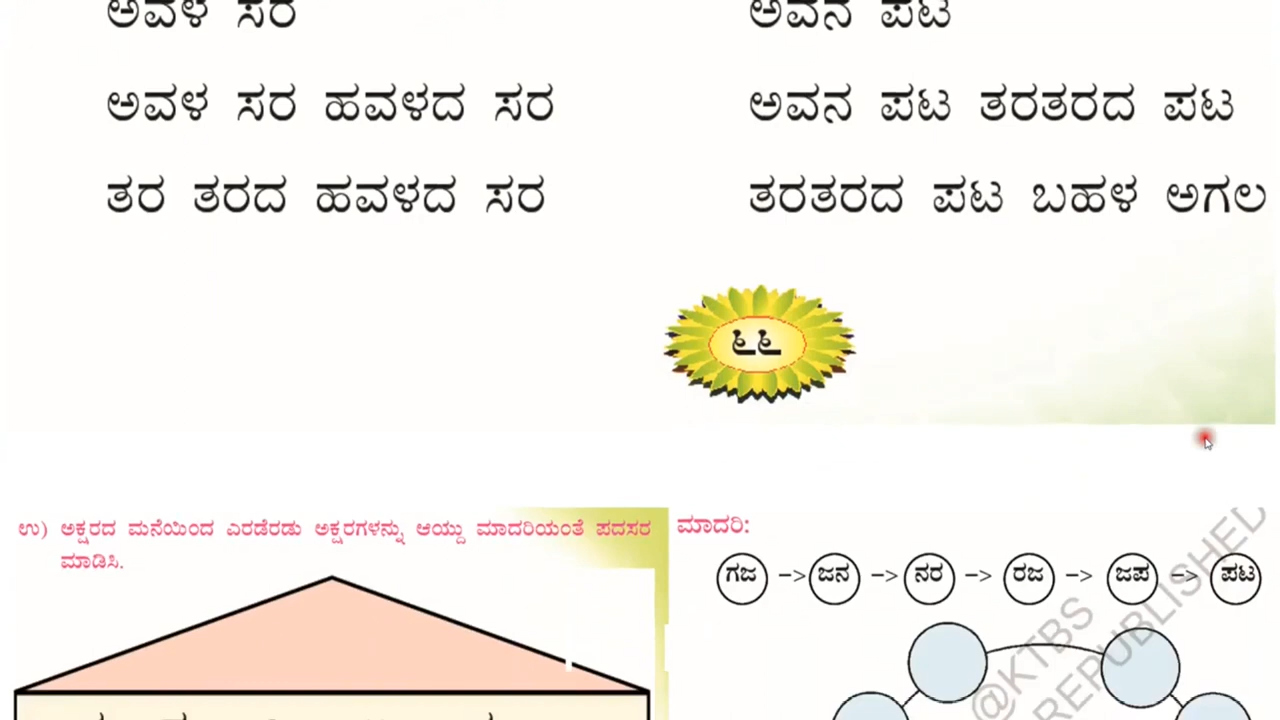 ಅವಳ ಸರ
ಅವಳ ಸರ ಹವಳದ ಸರ
ತರ ತರದ ಹವಳದ ಸರ
ಅವನ ಪಟ
ಅವನ ಪಟ ತರತರದ ಪಟ
ತರತರದ ಪಟ ಬಹಳ ಅಗಲ
೬೬
ಉ) ಅಕ್ಷರದ ಮನೆಯಿಂದ ಎರಡೆರಡು ಅಕ್ಷರಗಳನ್ನು ಆಯ್ದು ಮಾದರಿಯಂತೆ ಪದಸರ
ಮಾಡಿಸಿ.
ಮಾದರಿ:
ಗಜ –> ಜನ –> ನರ –> ರಜ –> ಜಪ –> ಪಟ
@KTBS
REPUBLISHED